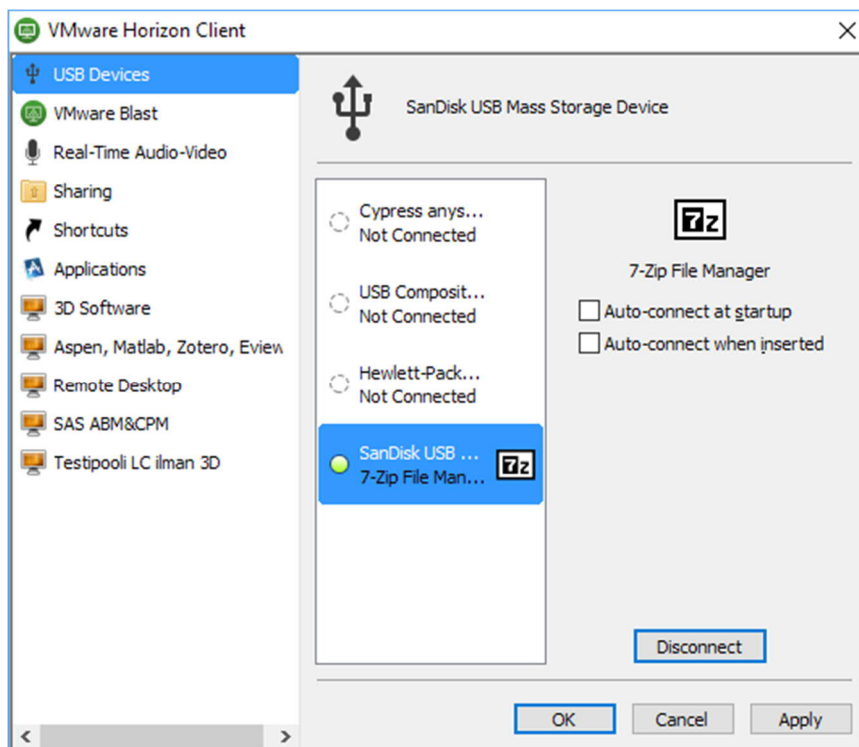 VMware Horizon Client
USB Devices
VMware Blast
Real-Time Audio-Video
Sharing
Shortcuts
Applications
3D Software
Aspen, Matlab, Zotero, Eview
Remote Desktop
SAS ABM&CPM
Testipooli LC ilman 3D
SanDisk USB Mass Storage Device
Cypress anys...
Not Connected
USB Composit...
Not Connected
Hewlett-Pack...
Not Connected
SanDisk USB ...
7-Zip File Man...
7z
7z
7-Zip File Manager
Auto-connect at startup
Auto-connect when inserted
Disconnect
OK
Cancel
Apply